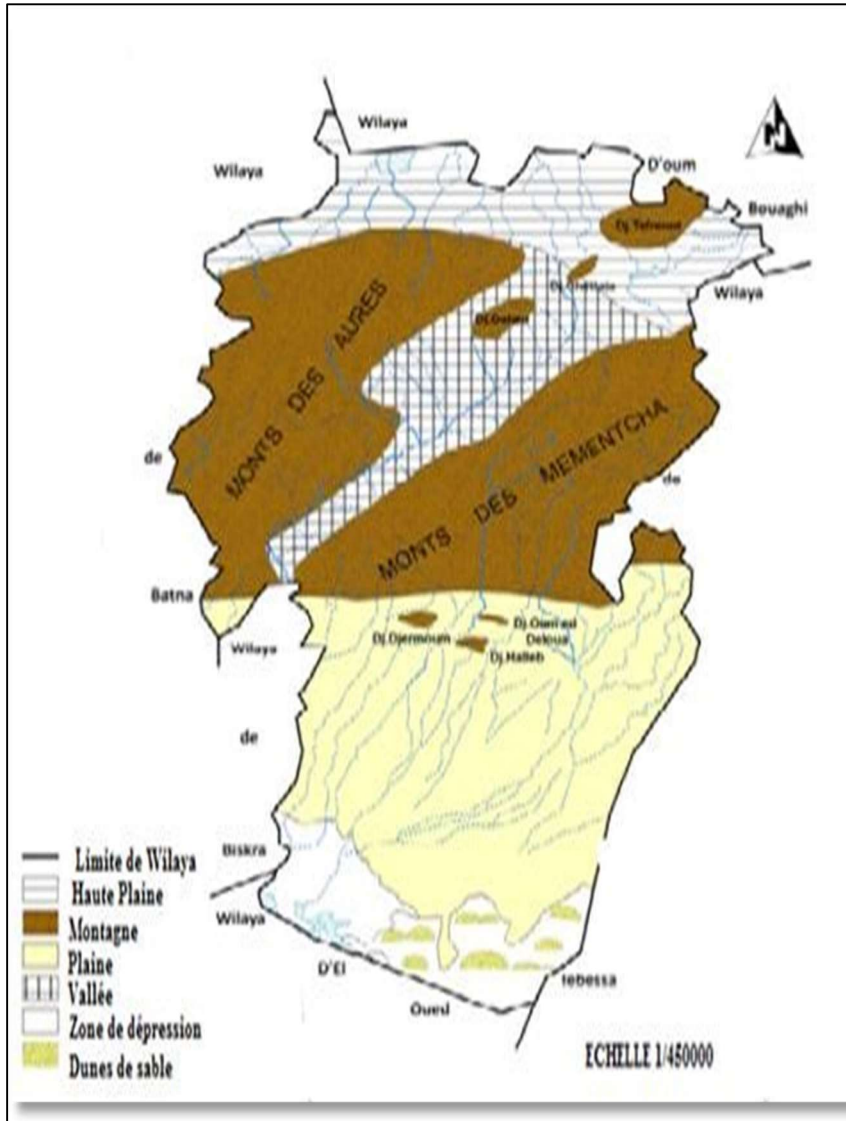 Wilaya
Wilaya
N
D'oum
Bouaghi
Wilaya
MONTS DES AURES
MONTS DES MEMENTCHA
de
de
Batna
Wilaya
Dj.Djermoum
Deloua
Dj.Halleb
de
Biskra
Wilaya
D'El
Oued
Tebessa
Limite de Wilaya
Haute Plaine
Montagne
Plaine
Vallée
Zone de dépression
Dunes de sable
ECHELLE 1/450000